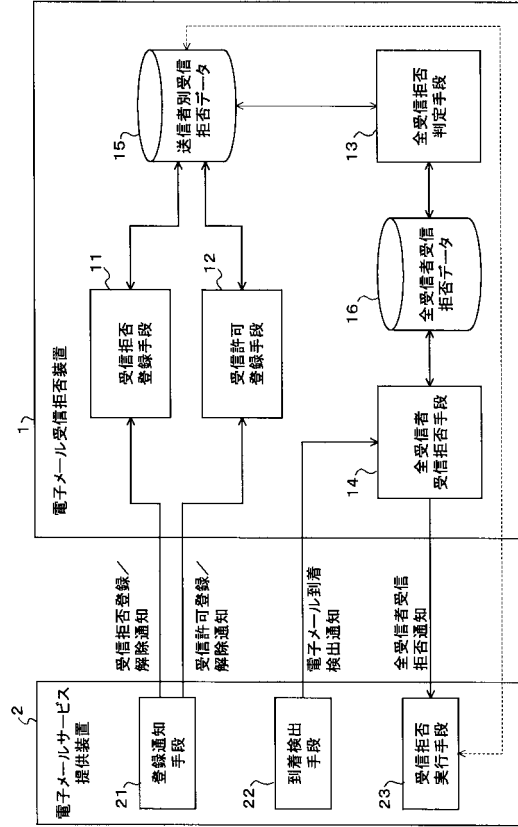 1
電子メール受信拒否装置
2
電子メールサービス
提供装置
21
登録通知
手段
受信拒否登録／
解除通知
受信許可登録／
解除通知
11
受信拒否
登録手段
12
受信許可
登録手段
15
送信者別受信
拒否データ
22
到着検出
手段
電子メール到着
検出通知
23
受信拒否
実行手段
全受信者受信
拒否通知
14
全受信者
受信拒否手段
16
全受信者受信
拒否データ
13
全受信拒否
判定手段